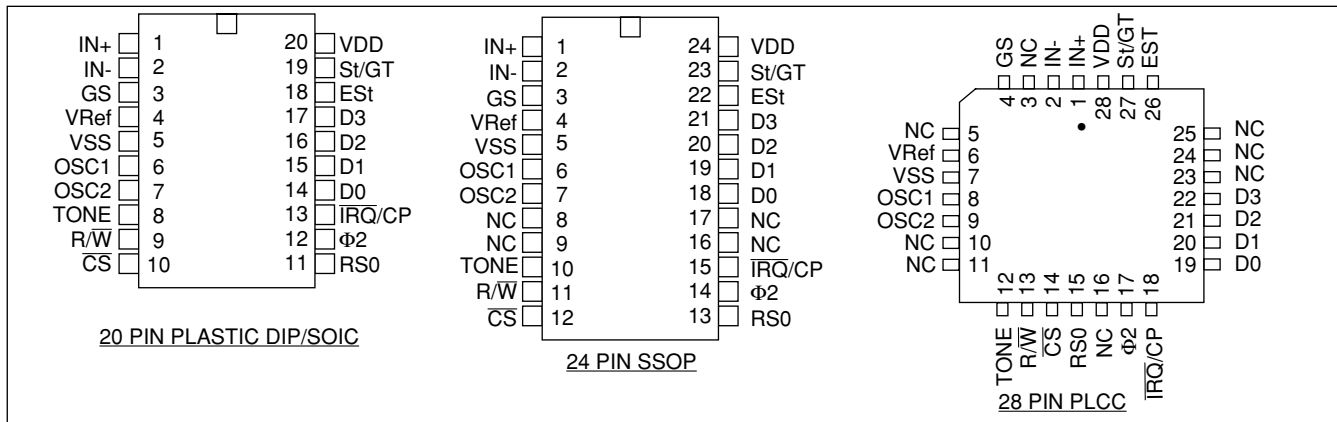 IN+ 1 20 VDD
IN- 2 19 St/GT
GS 3 18 ESt
VRef 4 17 D3
VSS 5 16 D2
OSC1 6 15 D1
OSC2 7 14 D0
TONE 8 13 I̅R̅Q̅/CP
R/W̅ 9 12 Φ2
C̅S̅ 10 11 RS0
20 PIN PLASTIC DIP/SOIC
IN+ 1 24 VDD
IN- 2 23 St/GT
GS 3 22 ESt
VRef 4 21 D3
VSS 5 20 D2
OSC1 6 19 D1
OSC2 7 18 D0
NC 8 17 NC
NC 9 16 NC
TONE 10 15 I̅R̅Q̅/CP
R/W̅ 11 14 Φ2
C̅S̅ 12 13 RS0
24 PIN SSOP
GS NC IN- IN+ VDD St/GT EST
4 3 2 1 28 27 26
NC 5 25 NC
VRef 6 24 NC
VSS 7 23 NC
OSC1 8 22 D3
OSC2 9 21 D2
NC 10 20 D1
NC 11 19 D0
12 13 14 15 16 17 18
TONE R/W̅ C̅S̅ RS0 NC Φ2 I̅R̅Q̅/CP
28 PIN PLCC